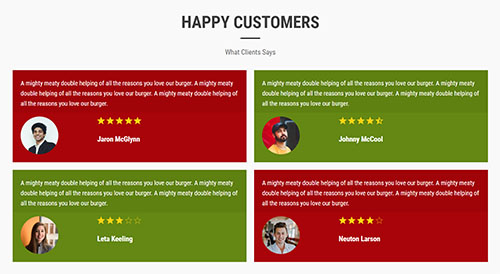 HAPPY CUSTOMERS
What Clients Says
A mighty meaty double helping of all the reasons you love our burger. A mighty meaty
double helping of all the reasons you love our burger. A mighty meaty double helping of
all the reasons you love our burger.
Jaron McGlynn
A mighty meaty double helping of all the reasons you love our burger. A mighty meaty
double helping of all the reasons you love our burger. A mighty meaty double helping of
all the reasons you love our burger.
Johnny McCool
A mighty meaty double helping of all the reasons you love our burger. A mighty meaty
double helping of all the reasons you love our burger. A mighty meaty double helping of
all the reasons you love our burger.
Leta Keeling
A mighty meaty double helping of all the reasons you love our burger. A mighty meaty
double helping of all the reasons you love our burger. A mighty meaty double helping of
all the reasons you love our burger.
Neuton Larson